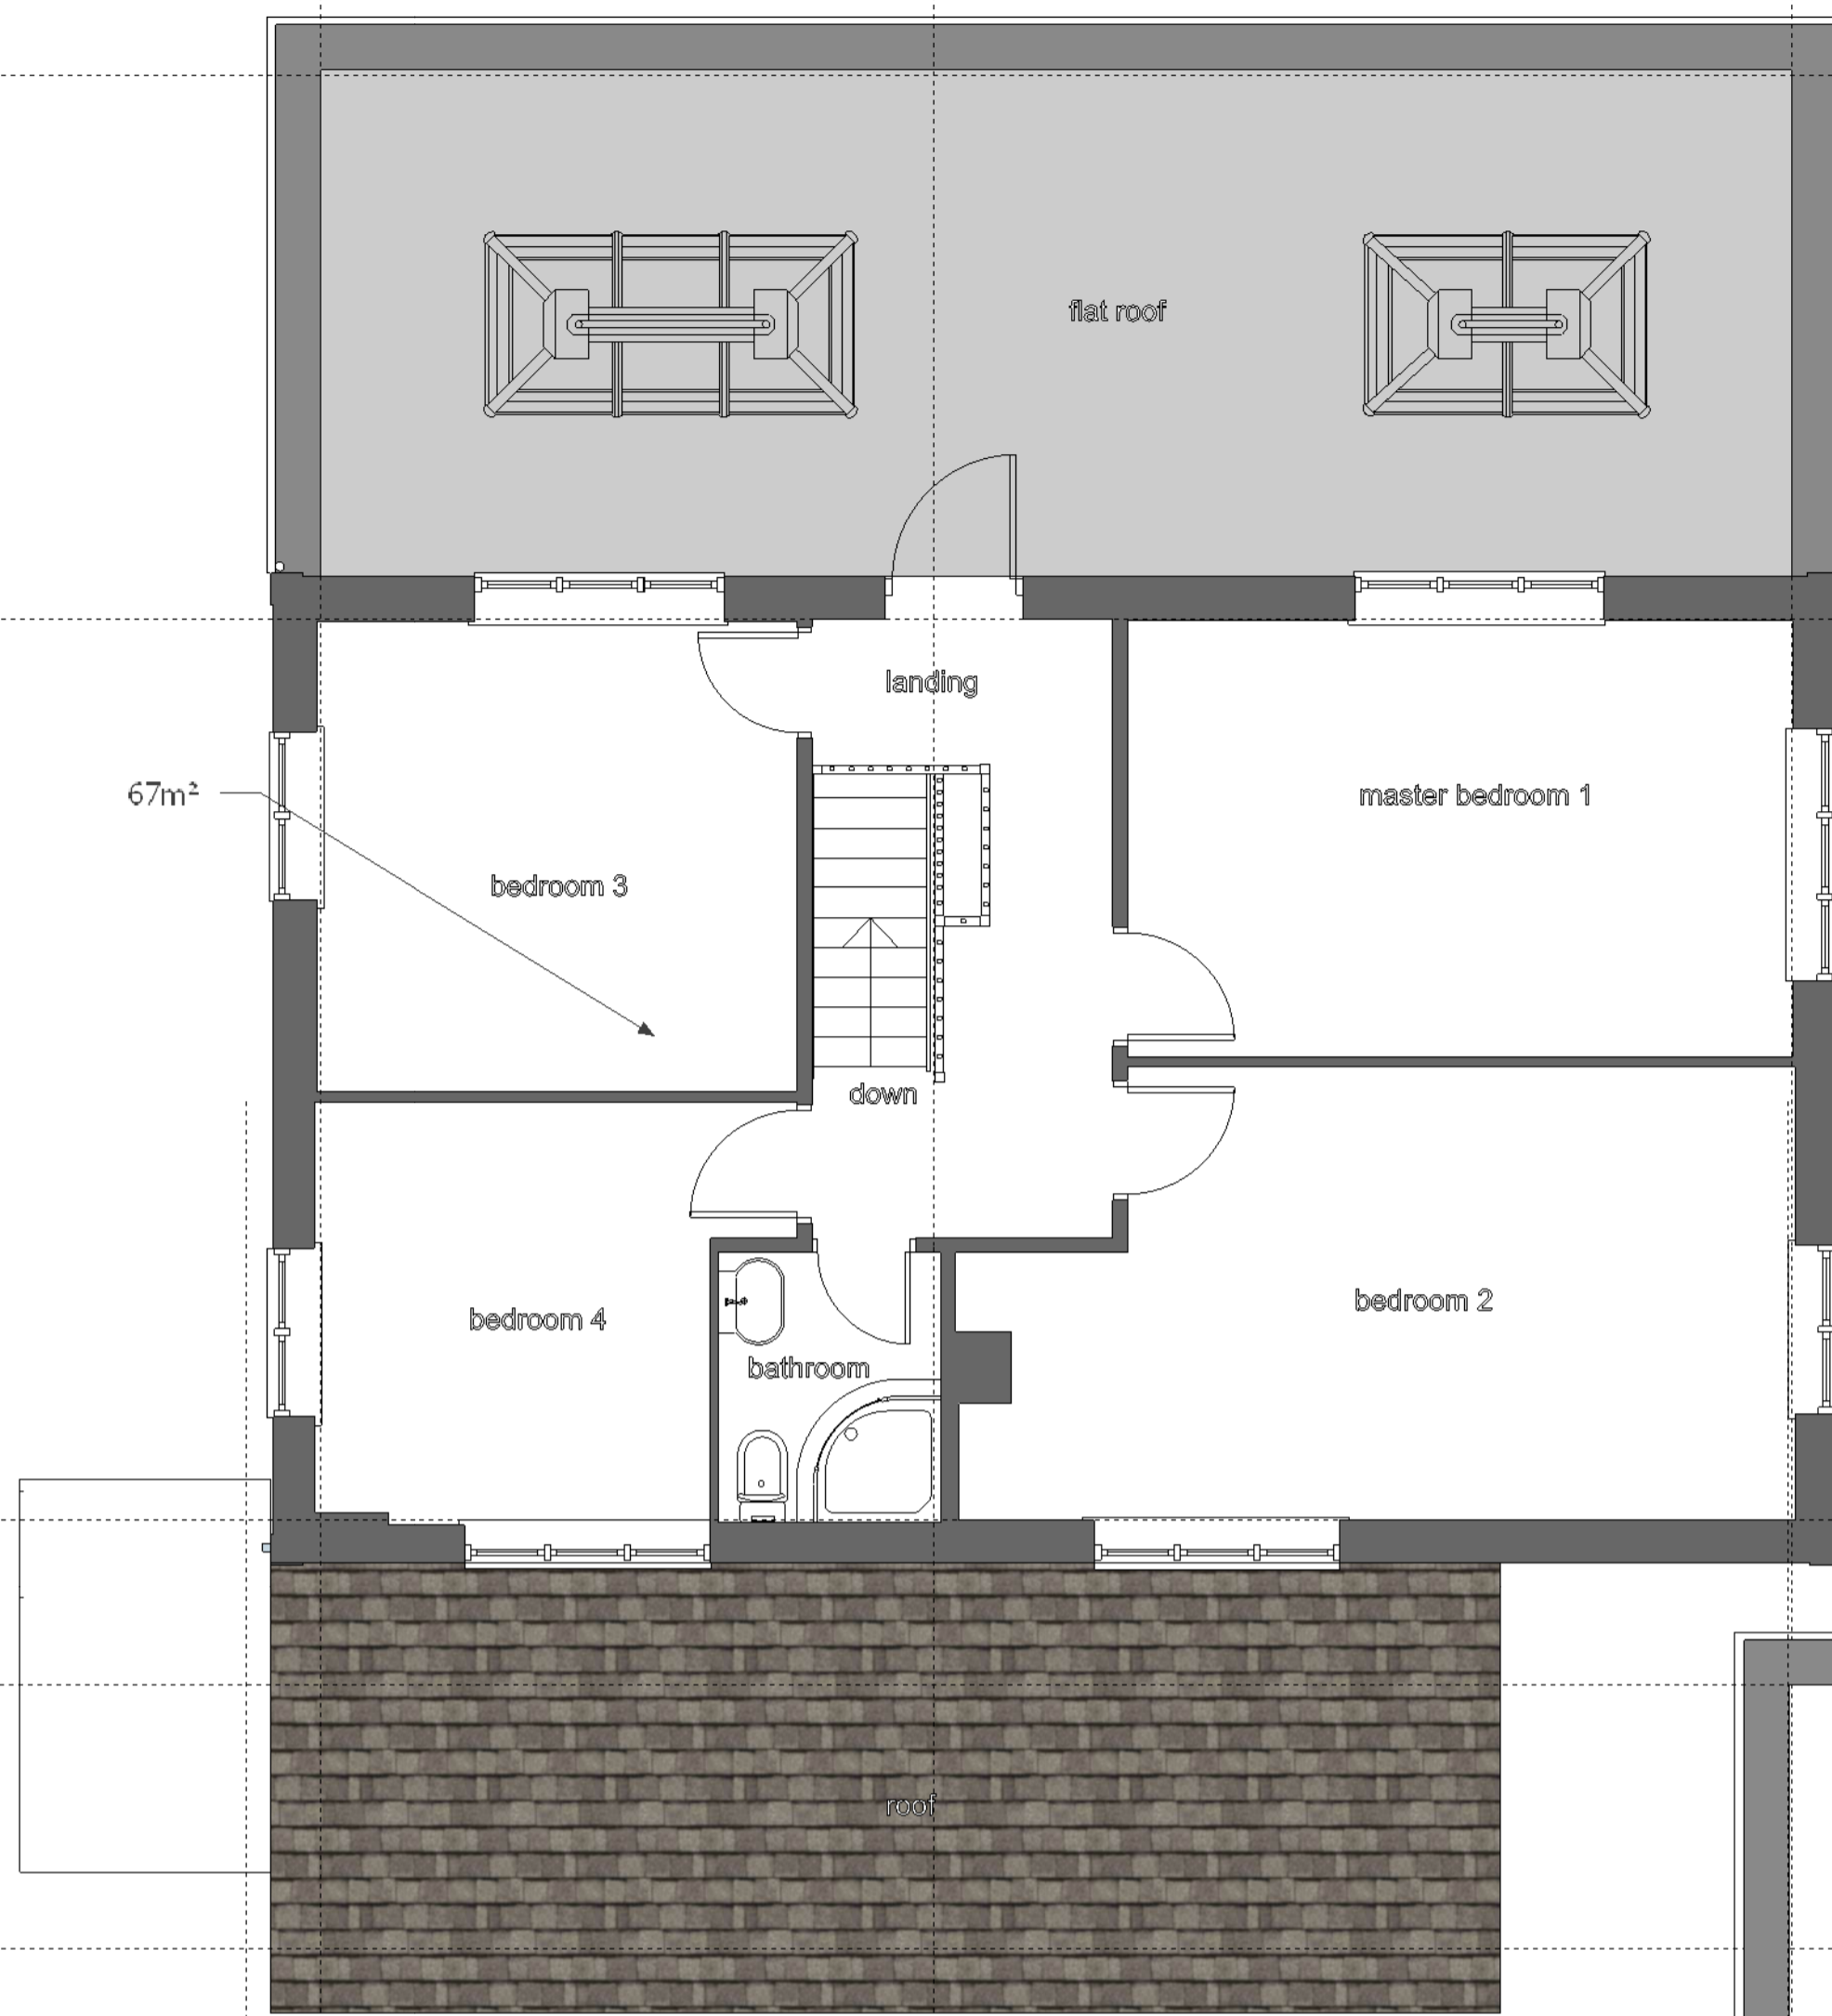 flat roof
landing
67m²
master bedroom 1
bedroom 3
down
bedroom 2
bedroom 4
bathroom
roof